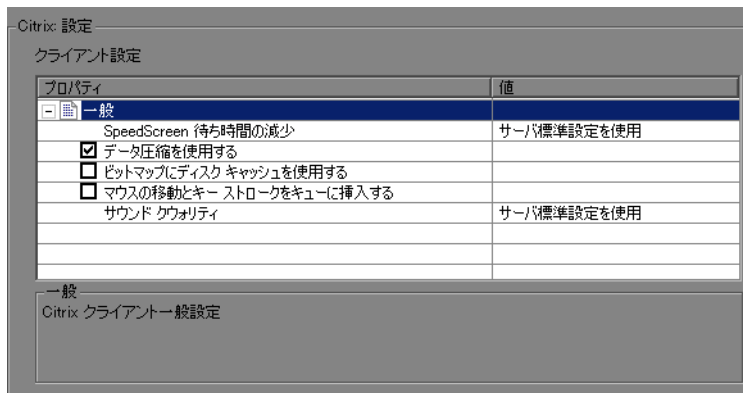 Citrix: 設定
クライアント設定
プロパティ 値
一般
SpeedScreen 待ち時間の減少 サーバ標準設定を使用
データ圧縮を使用する
ビットマップにディスク キャッシュを使用する
マウスの移動とキー ストロークをキューに挿入する
サウンド クウォリティ サーバ標準設定を使用
一般
Citrix クライアント一般設定